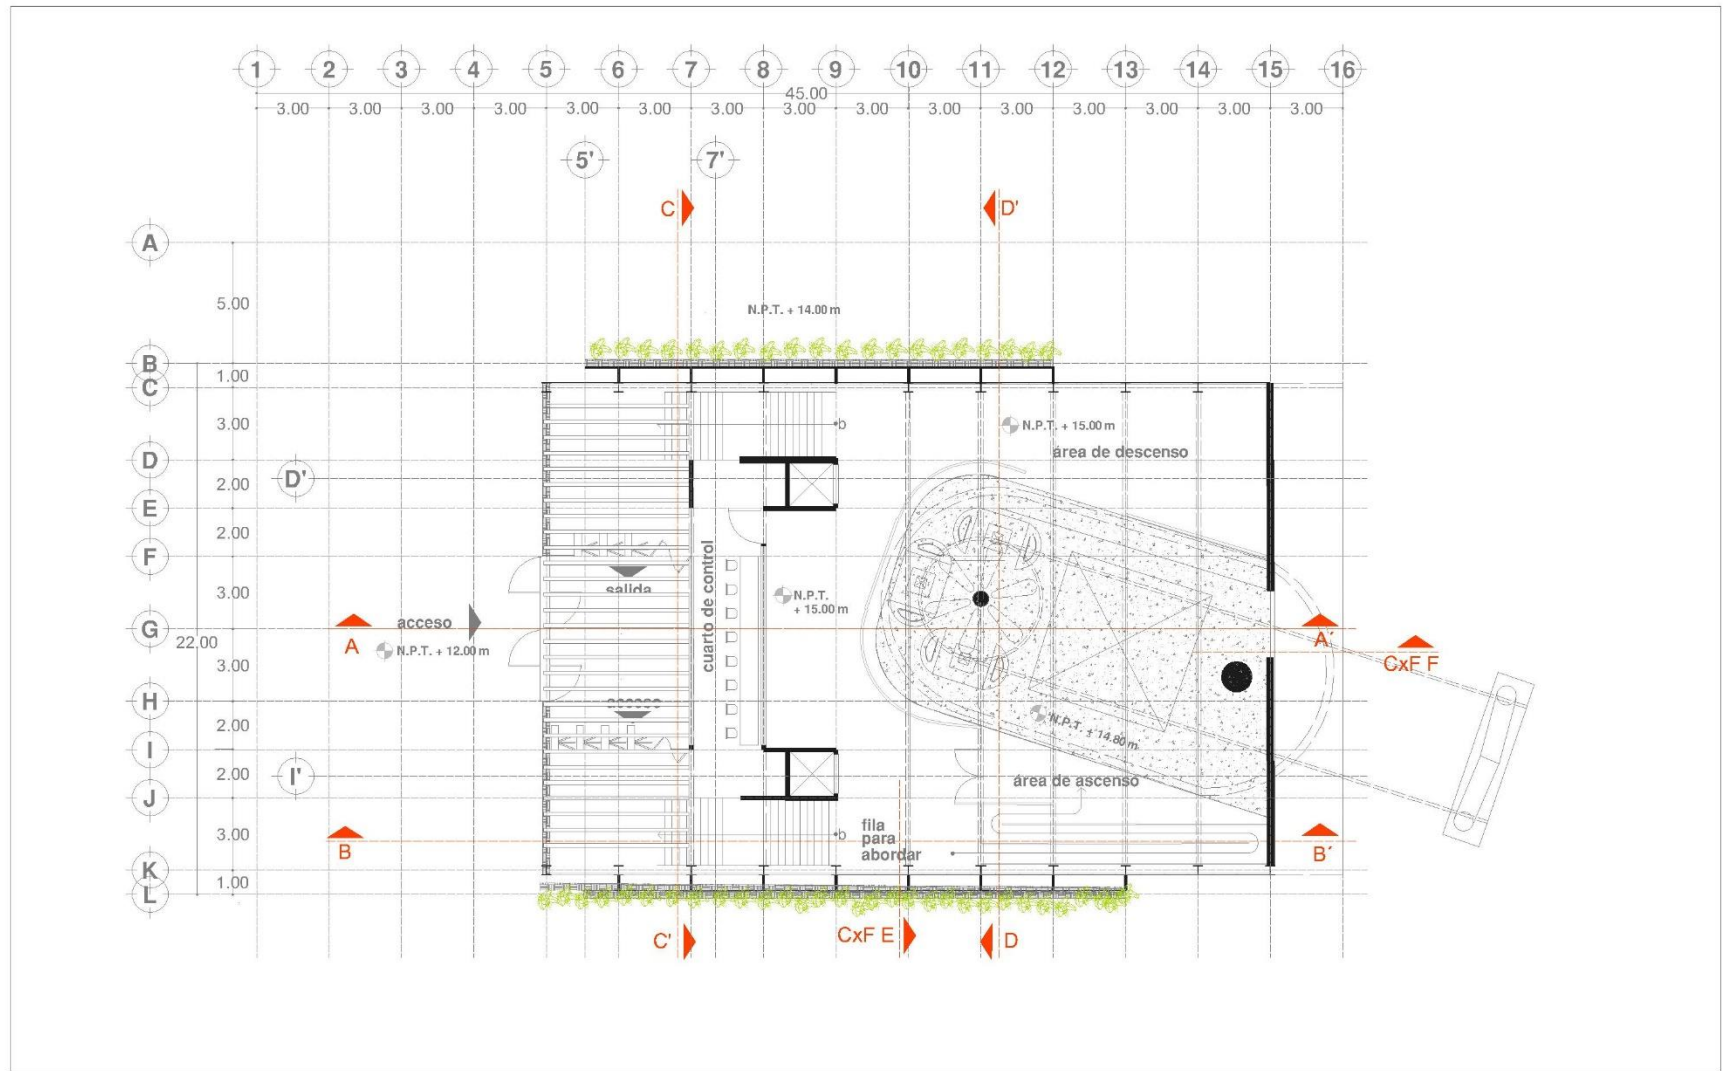 1 2 3 4 5 6 7 8 9 10 11 12 13 14 15 16
45.00
3.00 3.00 3.00 3.00 3.00 3.00 3.00 3.00 3.00 3.00 3.00 3.00 3.00 3.00 3.00
5' 7'
C D'
A
5.00
N.P.T. + 14.00 m
B
1.00
C
3.00
b
N.P.T. + 15.00 m
área de descenso
D
D'
2.00
E
2.00
F
cuarto de control
salida
3.00
N.P.T.
+ 15.00 m
acceso
G
22.00
A
A´
N.P.T. + 12.00 m
CxF F
3.00
H
2.00
N.P.T. + 14.80 m
I
I'
2.00
área de ascenso
J
3.00
b
fila
para
abordar
B
B´
K
1.00
L
C' CxF E D